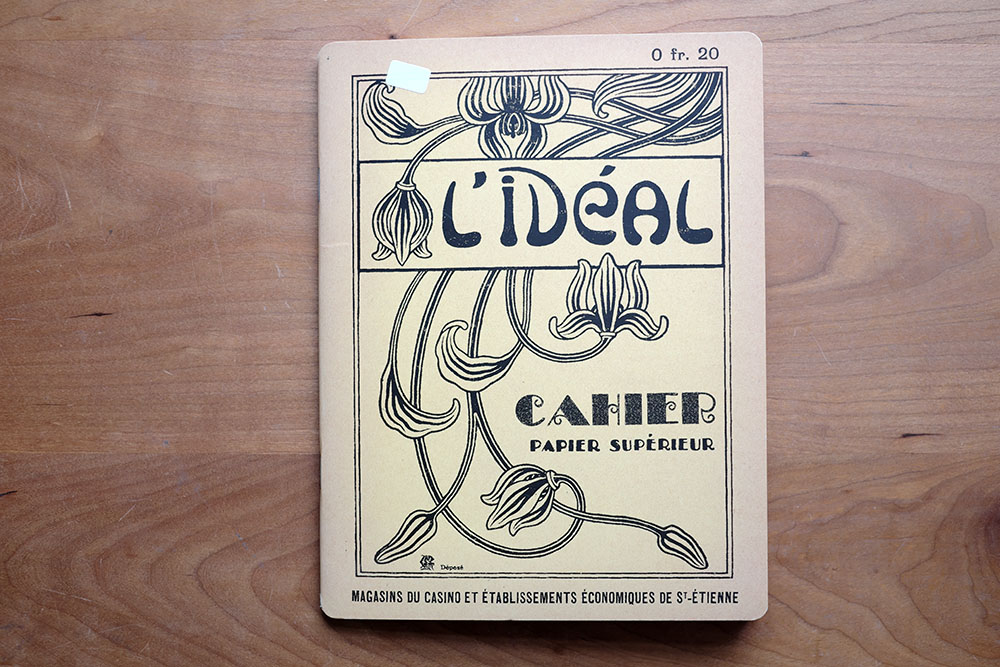 0 fr. 20
L'iDéAL
CAHIER
PAPIER SUPÉRIEUR
Déposé
MAGASINS DU CASINO ET ÉTABLISSEMENTS ÉCONOMIQUES DE ST-ÉTIENNE